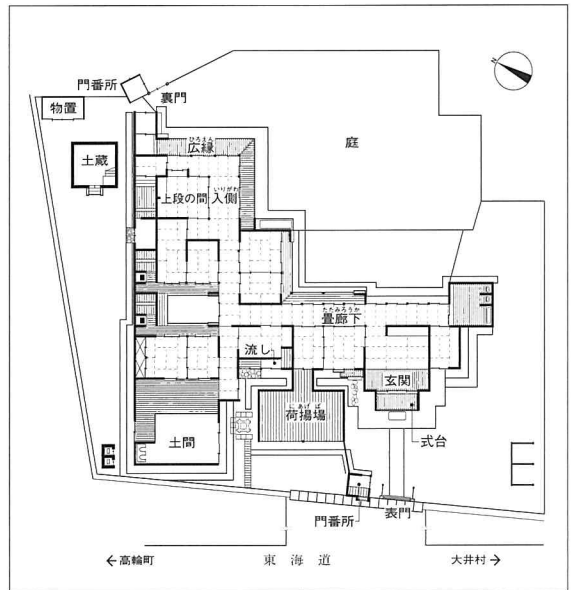 N
門番所
裏門
物置
ひろえん
広縁
庭
土蔵
いりがわ
上段の間
入側
たたみろうか
畳廊下
流し
玄関
にあげば
荷揚場
土間
式台
門番所
表門
←高輪町
東海道
大井村→